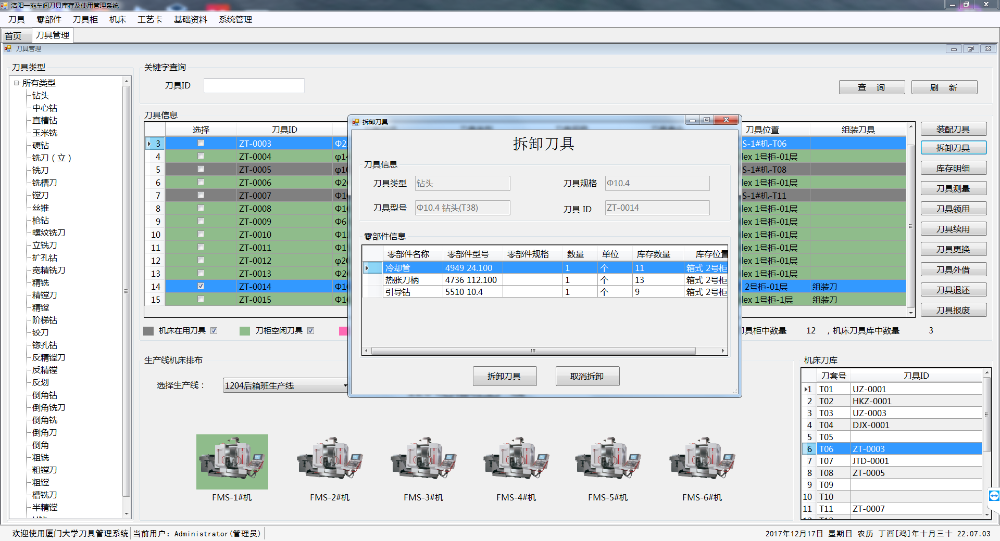 洛阳一拖车间刀具库存及使用管理系统
刀具 零部件 刀具柜 机床 工艺卡 基础资料 系统管理
首页 刀具管理
刀具管理
刀具类型
所有类型
钻头
中心钻
直槽钻
玉米铣
硬钻
铣刀（立）
铣刀
铣槽刀
镗刀
丝锥
枪钻
螺纹铣刀
立铣刀
扩孔钻
宽精铣刀
精铣
精镗刀
精镗
阶梯钻
铰刀
锪孔钻
反精镗刀
反精镗
反划
倒角钻
倒角铣刀
倒角铣
倒角刀
倒角
粗铣
粗镗刀
粗镗
槽铣刀
半精镗
关键字查询
刀具ID
查 询 刷 新
刀具信息
选择 刀具ID 刀具位置 组装刀具
3 ZT-0003 Φ2 S-1#机-T06
4 ZT-0004 φ14 lex 1号柜-01层
5 ZT-0005 φ10 S-1#机-T08
6 ZT-0006 Φ20 lex 1号柜-01层
7 ZT-0007 Φ10 S-1#机-T11
8 ZT-0008 Φ10 lex 1号柜-01层
9 ZT-0009 Φ6 lex 1号柜-01层
10 ZT-0010 Φ1 lex 1号柜-01层
11 ZT-0011 Φ1 lex 1号柜-01层
12 ZT-0012 φ20 lex 1号柜-01层
13 ZT-0013 Φ20 lex 1号柜-01层
14 ZT-0014 Φ10 2号柜-01层 组装刀
15 ZT-0015 Φ10 lex 1号柜-1层 组装刀
机床在用刀具 刀柜空闲刀具 刀具柜中数量 12 ，机床刀具库中数量 3
装配刀具
拆卸刀具
库存明细
刀具测量
刀具领用
刀具续用
刀具更换
刀具外借
刀具退还
刀具报废
拆卸刀具
拆卸刀具
刀具信息
刀具类型 钻头 刀具规格 Φ10.4
刀具型号 Φ10.4 钻头(T38) 刀具 ID ZT-0014
零部件信息
零部件名称 零部件型号 零部件规格 数量 单位 库存数量 库存位置
冷却管 4949 24.100 1 个 11 箱式 2号柜
热胀刀柄 4736 112.100 1 个 13 箱式 2号柜
引导钻 5510 10.4 1 个 9 箱式 2号柜
拆卸刀具 取消拆卸
生产线机床排布
选择生产线： 1204后箱班生产线
FMS-1#机 FMS-2#机 FMS-3#机 FMS-4#机 FMS-5#机 FMS-6#机
机床刀库
刀套号 刀具ID
1 T01 UZ-0001
2 T02 HKZ-0001
3 T03 UZ-0003
4 T04 DJX-0001
5 T05
6 T06 ZT-0003
7 T07 JTD-0001
8 T08 ZT-0005
9 T09
10 T10
11 T11 ZT-0007
欢迎使用厦门大学刀具管理系统 当前用户：Administrator(管理员) 2017年12月17日 星期日 农历 丁酉[鸡]年十月三十 22:07:03